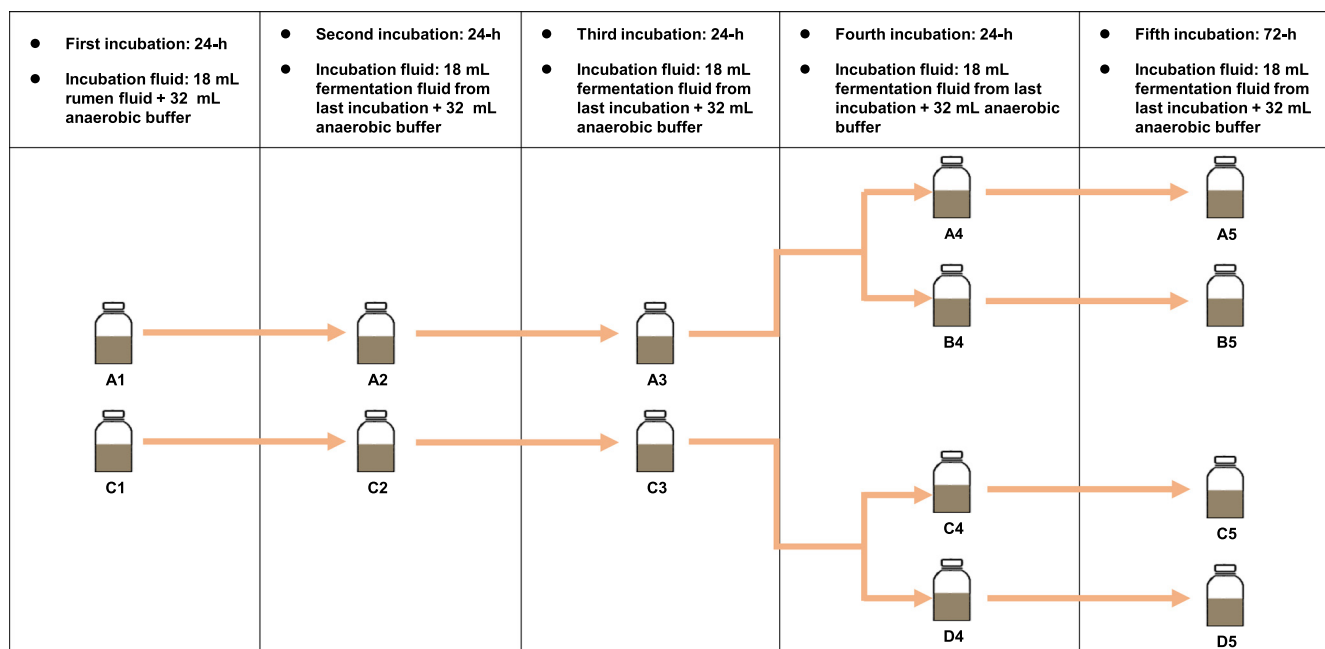 ● First incubation: 24-h
● Incubation fluid: 18 mL
rumen fluid + 32 mL
anaerobic buffer
● Second incubation: 24-h
● Incubation fluid: 18 mL
fermentation fluid from
last incubation + 32 mL
anaerobic buffer
● Third incubation: 24-h
● Incubation fluid: 18 mL
fermentation fluid from
last incubation + 32 mL
anaerobic buffer
● Fourth incubation: 24-h
● Incubation fluid: 18 mL
fermentation fluid from last
incubation + 32 mL anaerobic
buffer
● Fifth incubation: 72-h
● Incubation fluid: 18 mL
fermentation fluid from
last incubation + 32 mL
anaerobic buffer
A4
A5
B4
B5
A1
A2
A3
C1
C2
C3
C4
C5
D4
D5